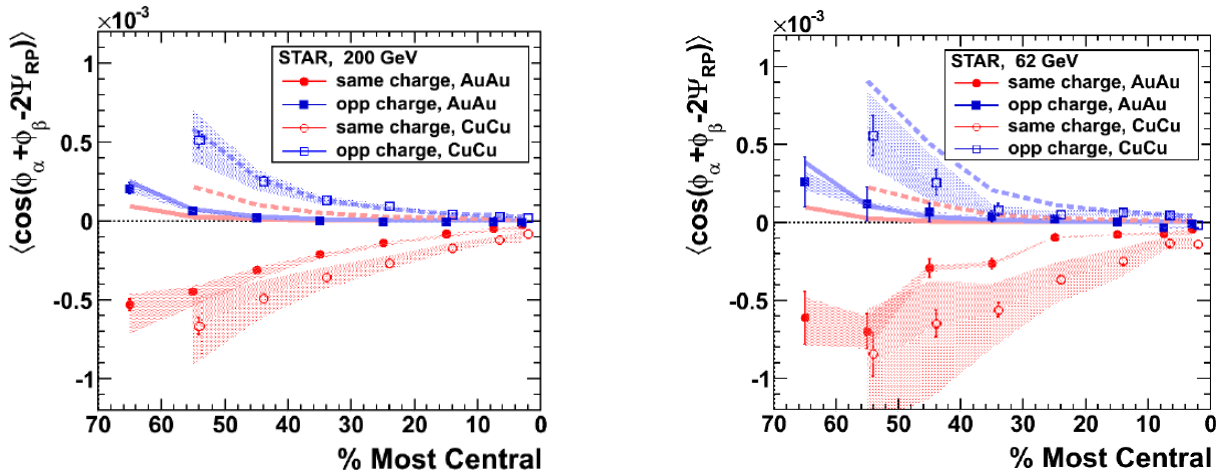 ×10⁻³
⟨cos(ϕα+ϕβ-2ΨRP)⟩
STAR, 200 GeV
same charge, AuAu
opp charge, AuAu
same charge, CuCu
opp charge, CuCu
1
0.5
0
-0.5
-1
70 60 50 40 30 20 10 0
% Most Central
×10⁻³
⟨cos(ϕα+ϕβ-2ΨRP)⟩
STAR, 62 GeV
same charge, AuAu
opp charge, AuAu
same charge, CuCu
opp charge, CuCu
1
0.5
0
-0.5
-1
70 60 50 40 30 20 10 0
% Most Central